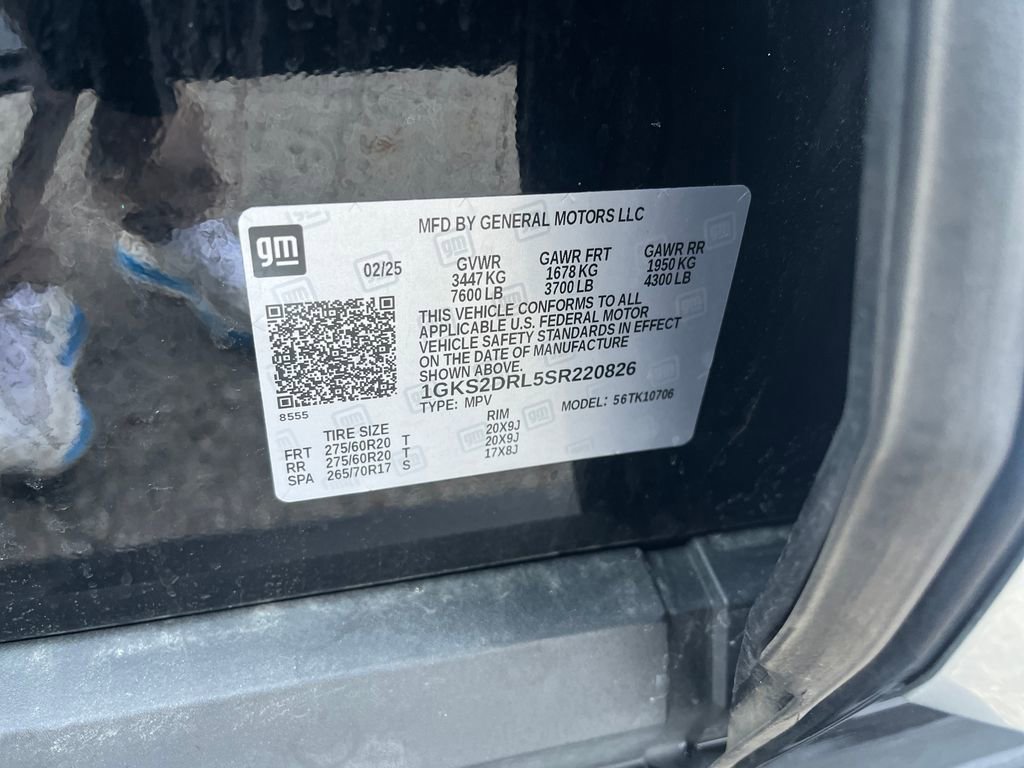 MFD BY GENERAL MOTORS LLC
gm
02/25
GVWR GAWR FRT GAWR RR
3447 KG 1678 KG 1950 KG
7600 LB 3700 LB 4300 LB
THIS VEHICLE CONFORMS TO ALL
APPLICABLE U.S. FEDERAL MOTOR
VEHICLE SAFETY STANDARDS IN EFFECT
ON THE DATE OF MANUFACTURE
SHOWN ABOVE.
1GKS2DRL5SR220826
TYPE: MPV MODEL: 56TK10706
8555
TIRE SIZE RIM
FRT 275/60R20 T 20X9J
RR 275/60R20 T 20X9J
SPA 265/70R17 S 17X8J